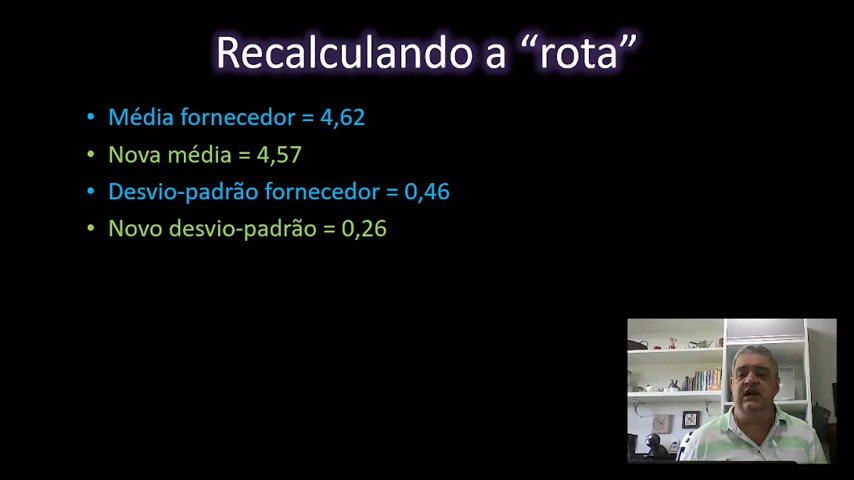 Recalculando a “rota”
• Média fornecedor = 4,62
• Nova média = 4,57
• Desvio-padrão fornecedor = 0,46
• Novo desvio-padrão = 0,26